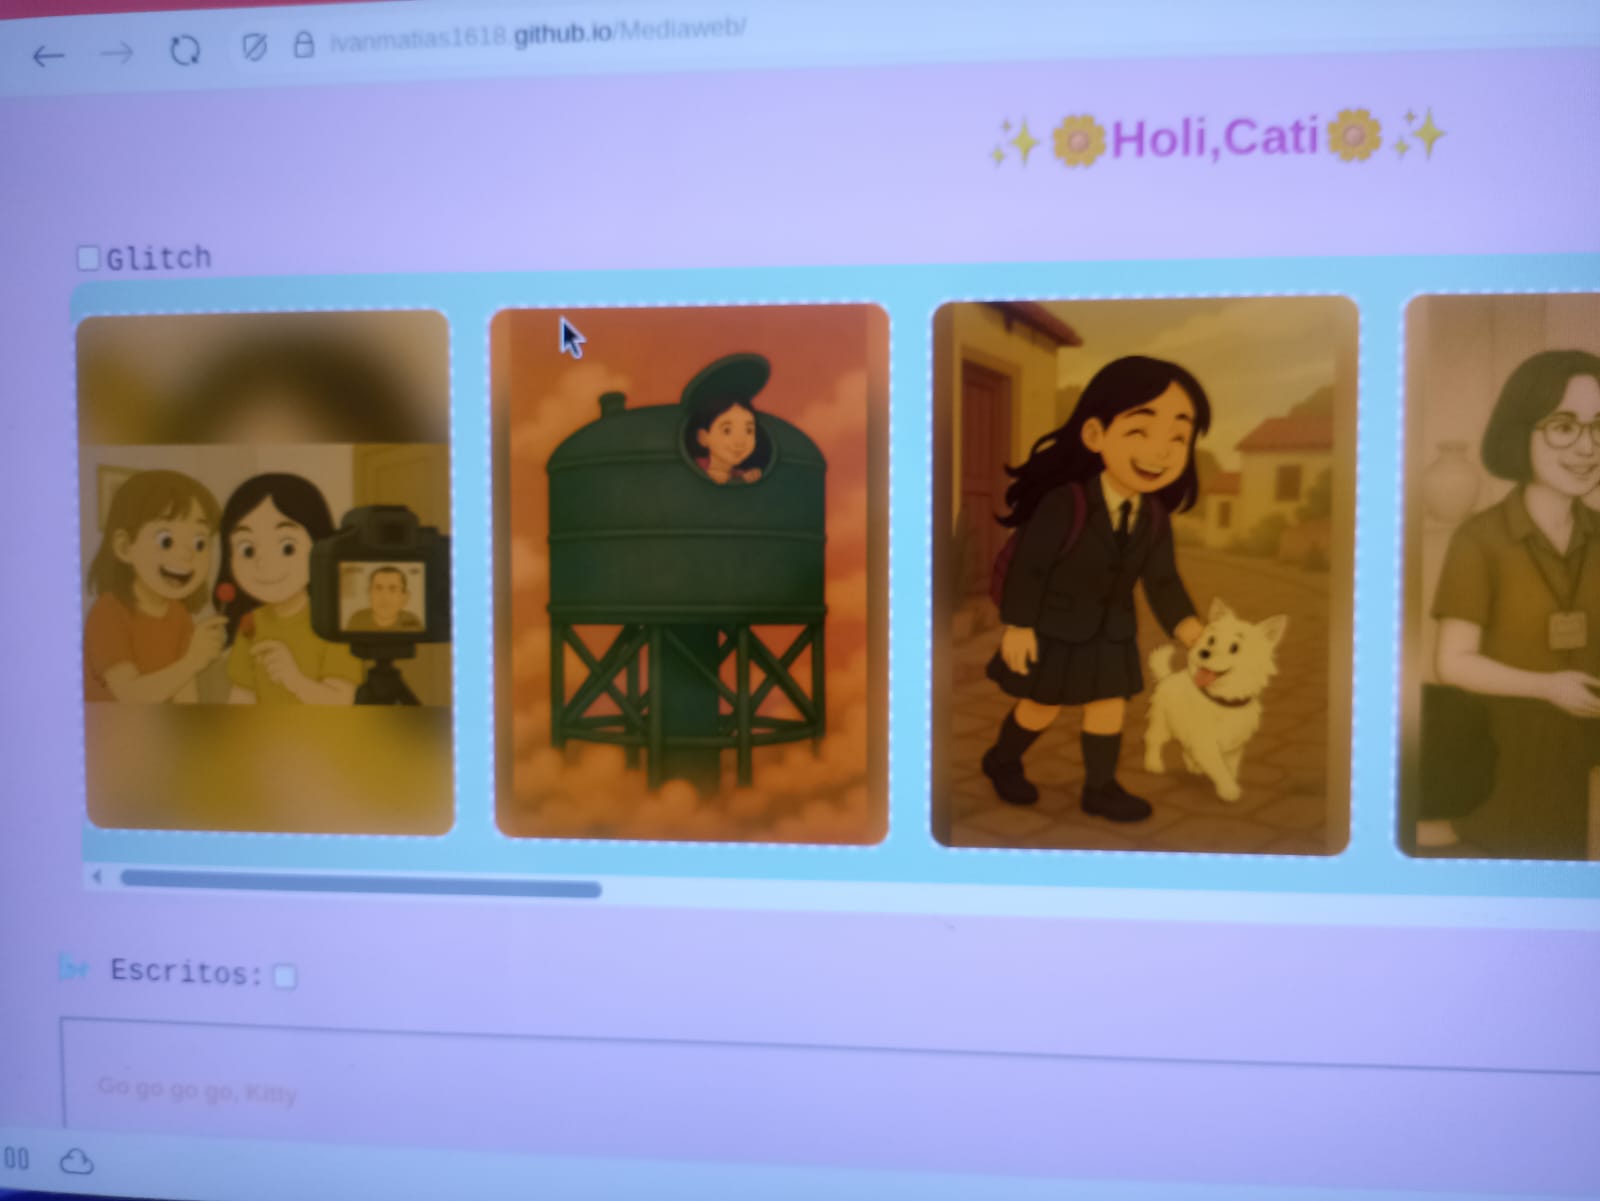 ivanmatias1618.github.io/Mediaweb/
✨🌼Holi,Cati🌼✨
Glitch
Escritos:
Go go go go, Kitty